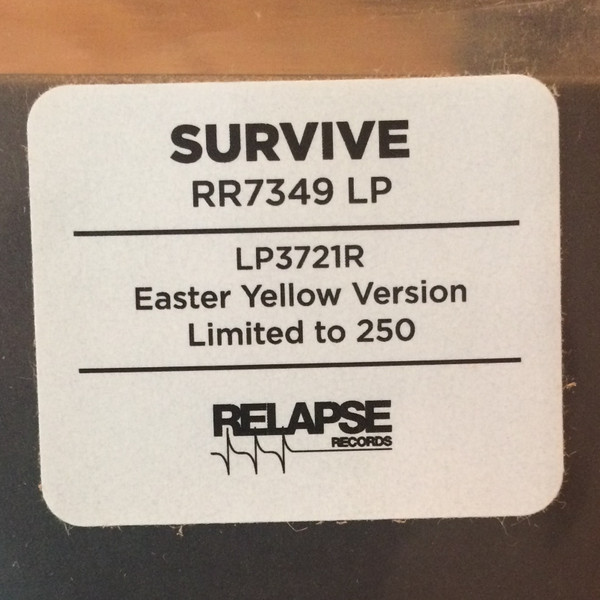 SURVIVE
RR7349 LP
LP3721R
Easter Yellow Version
Limited to 250
RELAPSE
RECORDS